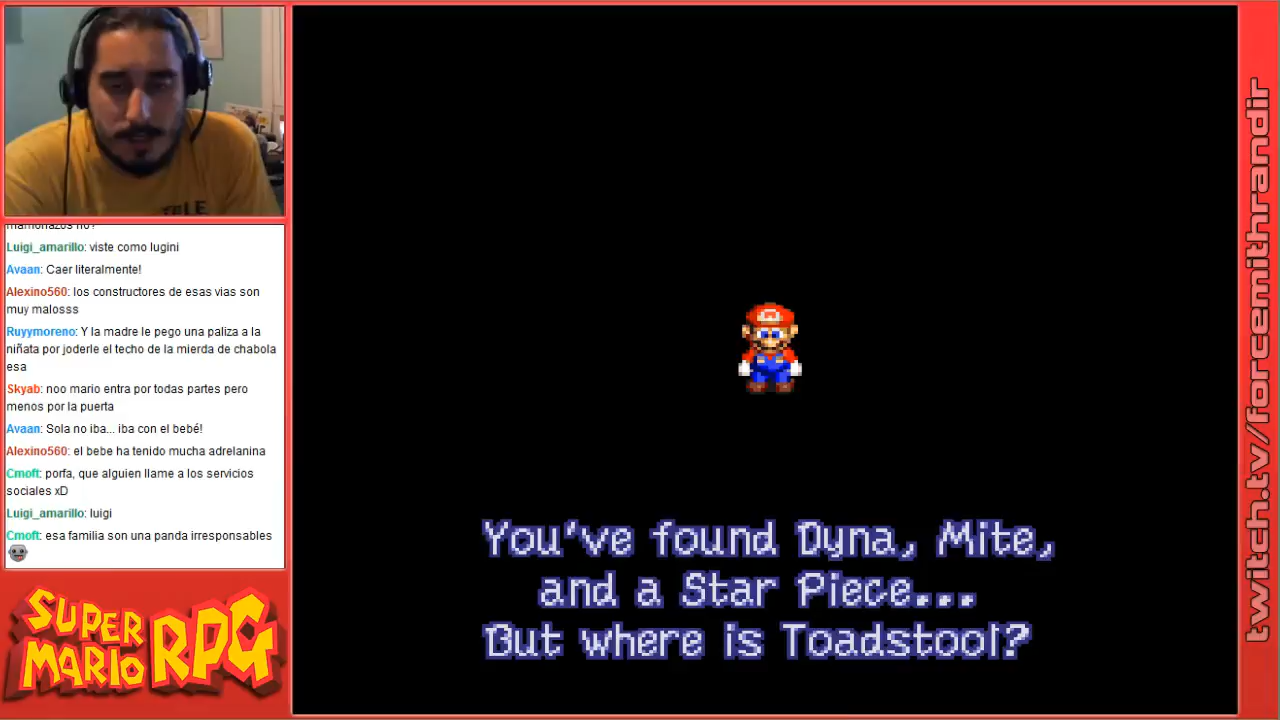 mamonazos no?
Luigi_amarillo: viste como lugini
Avaan: Caer literalmente!
Alexino560: los constructores de esas vias son
muy malosss
Ruyymoreno: Y la madre le pego una paliza a la
niñata por joderle el techo de la mierda de chabola
esa
Skyab: noo mario entra por todas partes pero
menos por la puerta
Avaan: Sola no iba... iba con el bebé!
Alexino560: el bebe ha tenido mucha adrelanina
Cmoft: porfa, que alguien llame a los servicios
sociales xD
Luigi_amarillo: luigi
Cmoft: esa familia son una panda irresponsables
SUPER
MARIO RPG
You've found Dyna, Mite,
and a Star Piece...
But where is Toadstool?
twitch.tv/forcemithrandir